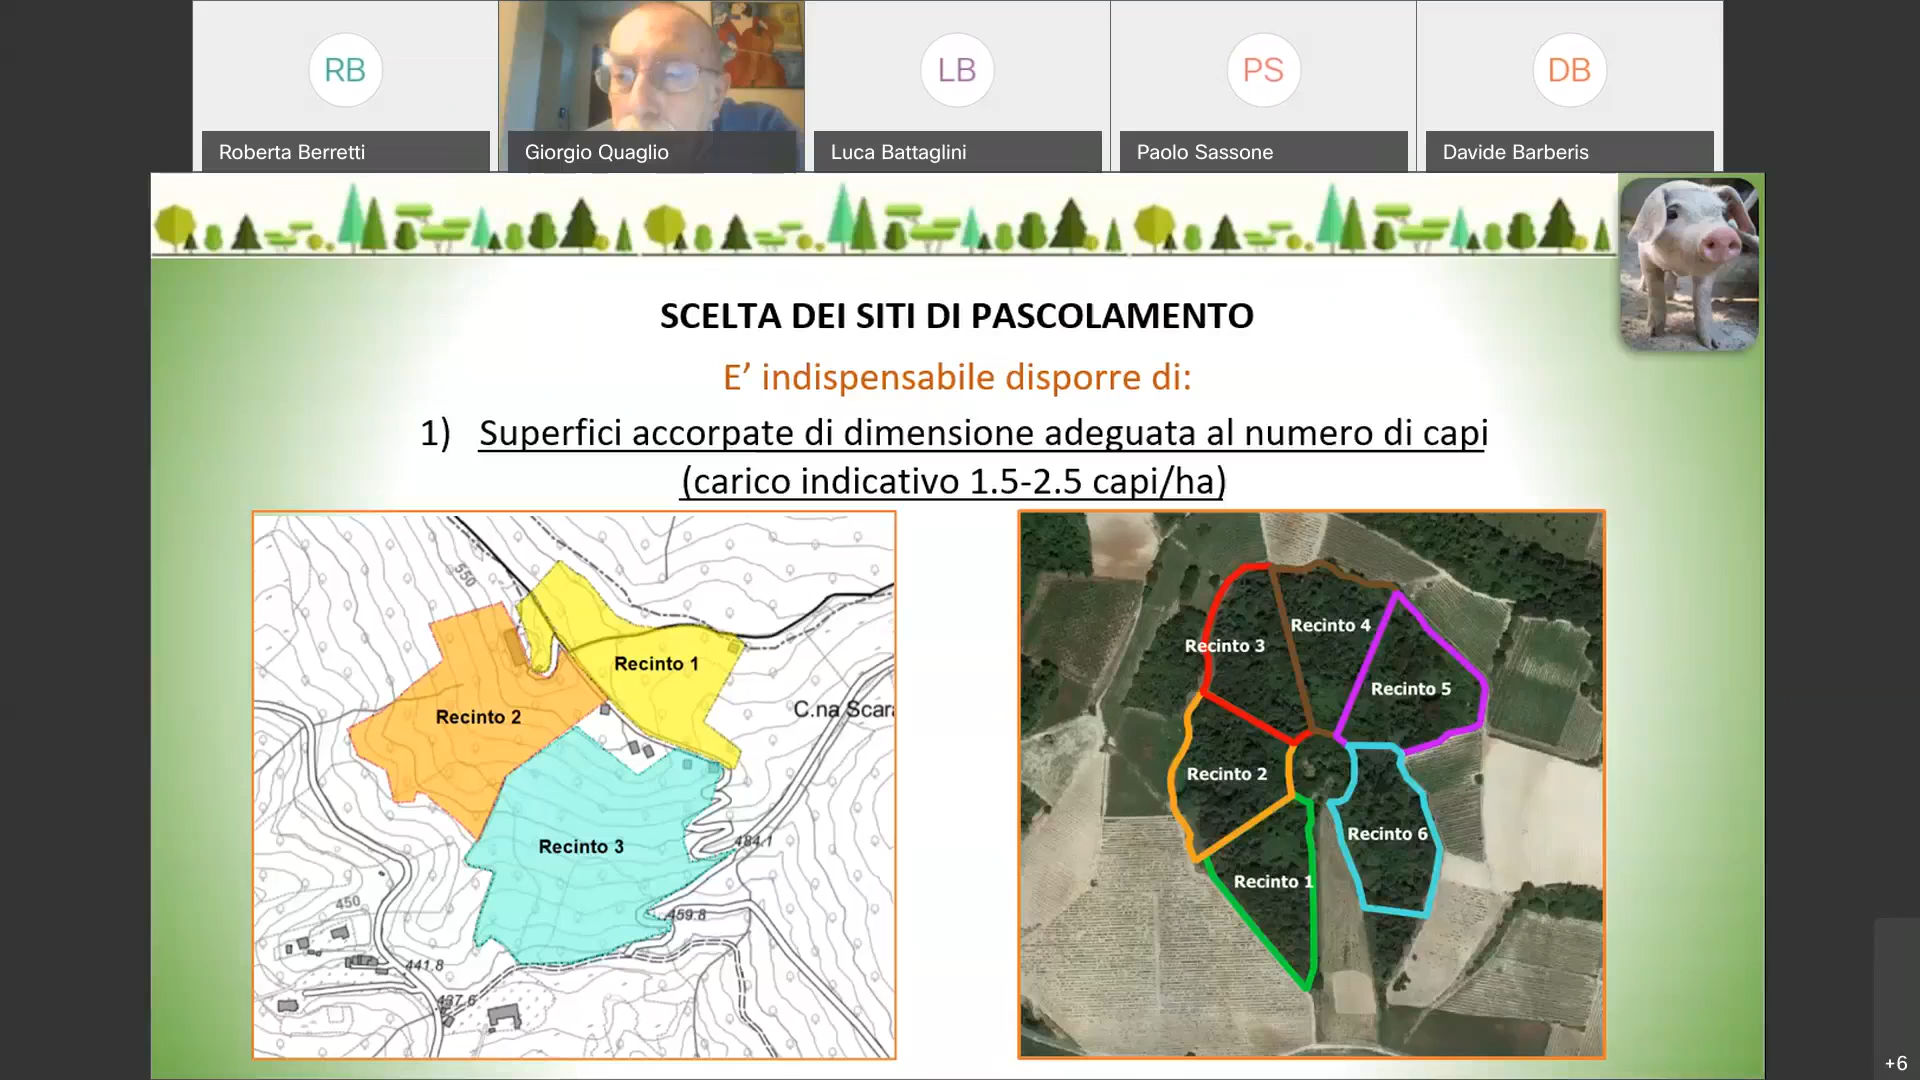 RB
LB
PS
DB
Roberta Berretti
Giorgio Quaglio
Luca Battaglini
Paolo Sassone
Davide Barberis
SCELTA DEI SITI DI PASCOLAMENTO
E’ indispensabile disporre di:
1) Superfici accorpate di dimensione adeguata al numero di capi
(carico indicativo 1.5-2.5 capi/ha)
550
Recinto 1
Recinto 2
C.na Scar
Recinto 3
484.1
450
459.8
441.8
437.6
Recinto 4
Recinto 3
Recinto 5
Recinto 2
Recinto 6
Recinto 1
+6